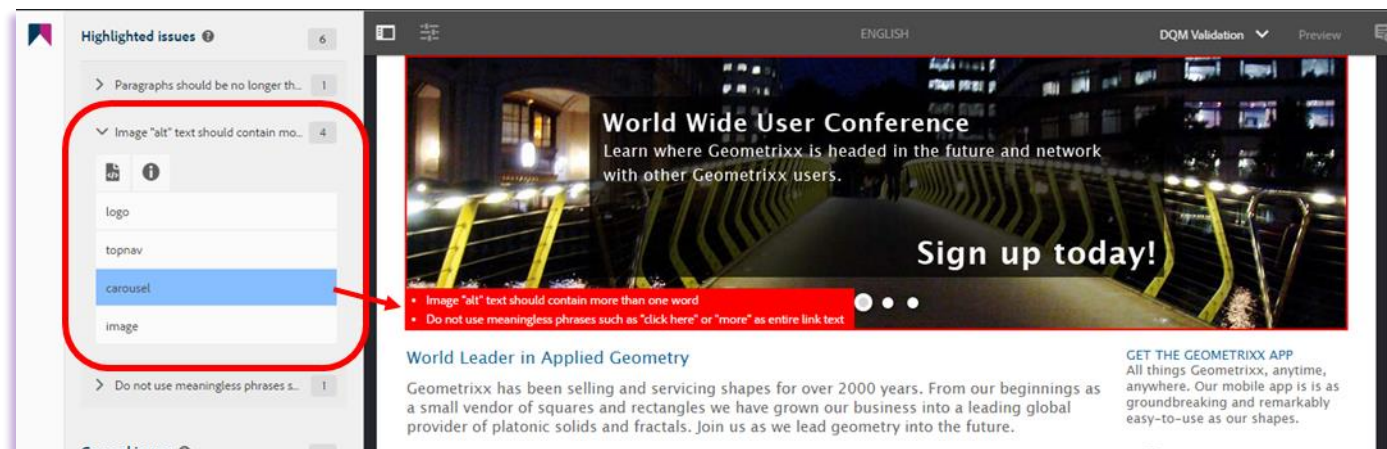 Highlighted issues
6
Paragraphs should be no longer th...
1
Image "alt" text should contain mo...
4
logo
topnav
carousel
image
Do not use meaningless phrases s...
1
ENGLISH
DQM Validation
Preview
World Wide User Conference
Learn where Geometrixx is headed in the future and network
with other Geometrixx users.
Sign up today!
• Image "alt" text should contain more than one word
• Do not use meaningless phrases such as "click here" or "more" as entire link text
World Leader in Applied Geometry
Geometrixx has been selling and servicing shapes for over 2000 years. From our beginnings as
a small vendor of squares and rectangles we have grown our business into a leading global
provider of platonic solids and fractals. Join us as we lead geometry into the future.
GET THE GEOMETRIXX APP
All things Geometrixx, anytime,
anywhere. Our mobile app is is as
groundbreaking and remarkably
easy-to-use as our shapes.